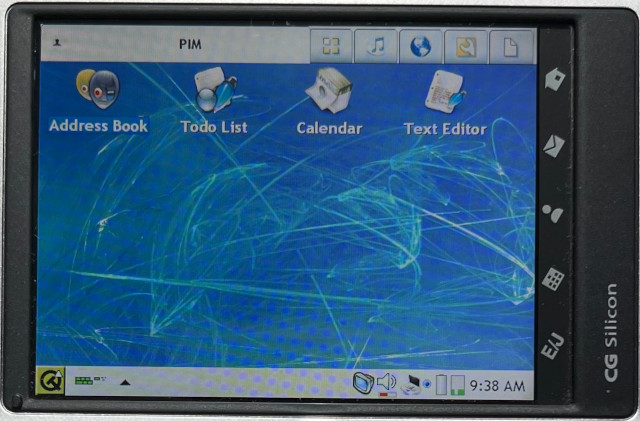 PIM
Address Book
Todo List
Calendar
Text Editor
E/J
CG Silicon
9:38 AM